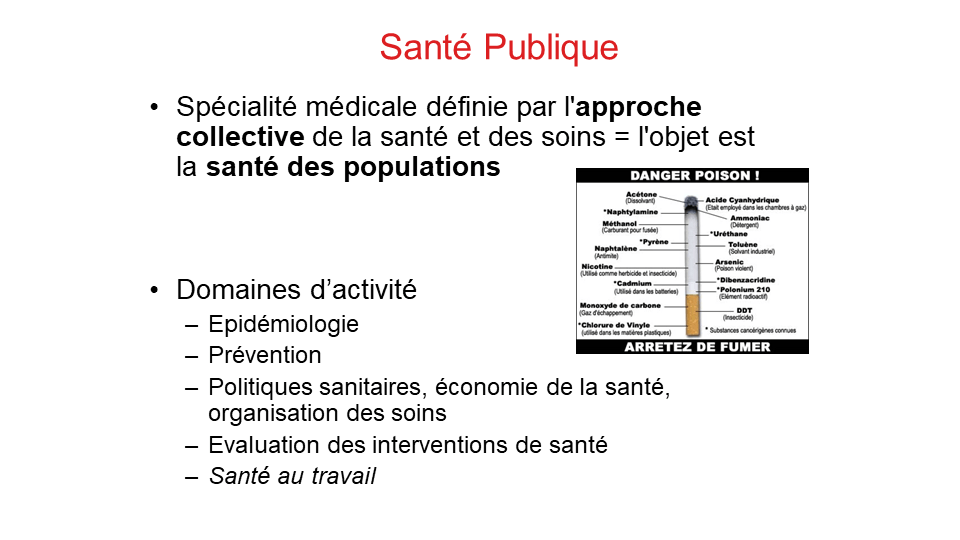 Santé Publique
• Spécialité médicale définie par l'approche
collective de la santé et des soins = l'objet est
la santé des populations
DANGER POISON !
Acétone
(Dissolvant)
Acide Cyanhydrique
(Etait employé dans les chambres à gaz)
*Naphtylamine
Ammoniac
(Détergent)
Méthanol
(Carburant pour fusée)
*Uréthane
*Pyrène
Toluène
(Solvant industriel)
Naphtalène
(Antimite)
Arsenic
(Poison violent)
Nicotine
(Utilisé comme herbicide et insecticide)
*Dibenzacridine
*Cadmium
(Utilisé dans les batteries)
*Polonium 210
(Elément radioactif)
Monoxyde de carbone
(Gaz d'échappement)
DDT
(Insecticide)
*Chlorure de Vinyle
(utilisé dans les matières plastiques)
* Substances cancérigènes connues
ARRETEZ DE FUMER
• Domaines d’activité
– Epidémiologie
– Prévention
– Politiques sanitaires, économie de la santé,
organisation des soins
– Evaluation des interventions de santé
– Santé au travail